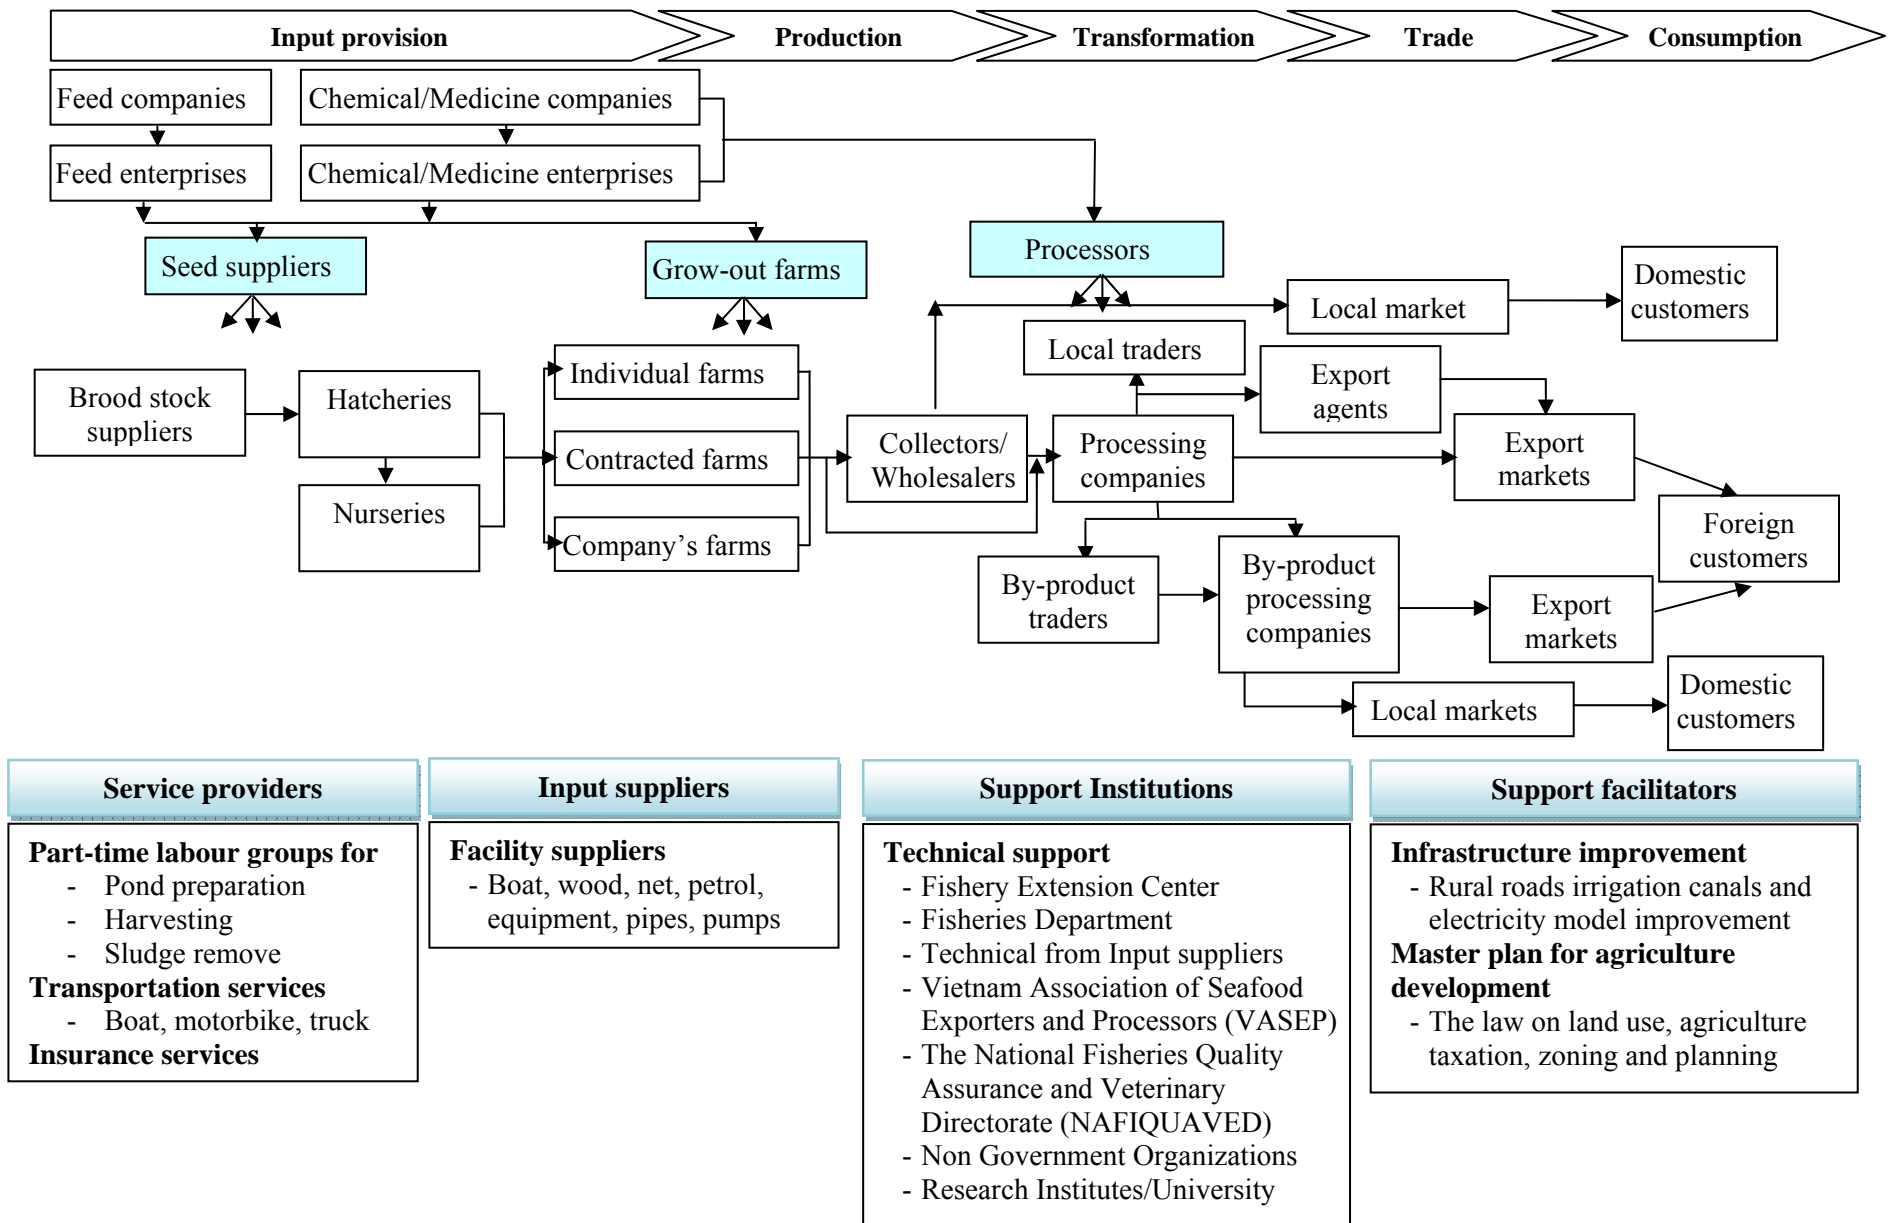 Input provision
Production
Transformation
Trade
Consumption
Feed companies
Chemical/Medicine companies
Feed enterprises
Chemical/Medicine enterprises
Seed suppliers
Grow-out farms
Processors
Local market
Domestic
customers
Local traders
Individual farms
Export
agents
Brood stock
suppliers
Hatcheries
Contracted farms
Collectors/
Wholesalers
Processing
companies
Export
markets
Nurseries
Company’s farms
Foreign
customers
By-product
traders
By-product
processing
companies
Export
markets
Local markets
Domestic
customers
Service providers
Part-time labour groups for
- Pond preparation
- Harvesting
- Sludge remove
Transportation services
- Boat, motorbike, truck
Insurance services
Input suppliers
Facility suppliers
- Boat, wood, net, petrol,
equipment, pipes, pumps
Support Institutions
Technical support
- Fishery Extension Center
- Fisheries Department
- Technical from Input suppliers
- Vietnam Association of Seafood
Exporters and Processors (VASEP)
- The National Fisheries Quality
Assurance and Veterinary
Directorate (NAFIQUAVED)
- Non Government Organizations
- Research Institutes/University
Support facilitators
Infrastructure improvement
- Rural roads irrigation canals and
electricity model improvement
Master plan for agriculture
development
- The law on land use, agriculture
taxation, zoning and planning